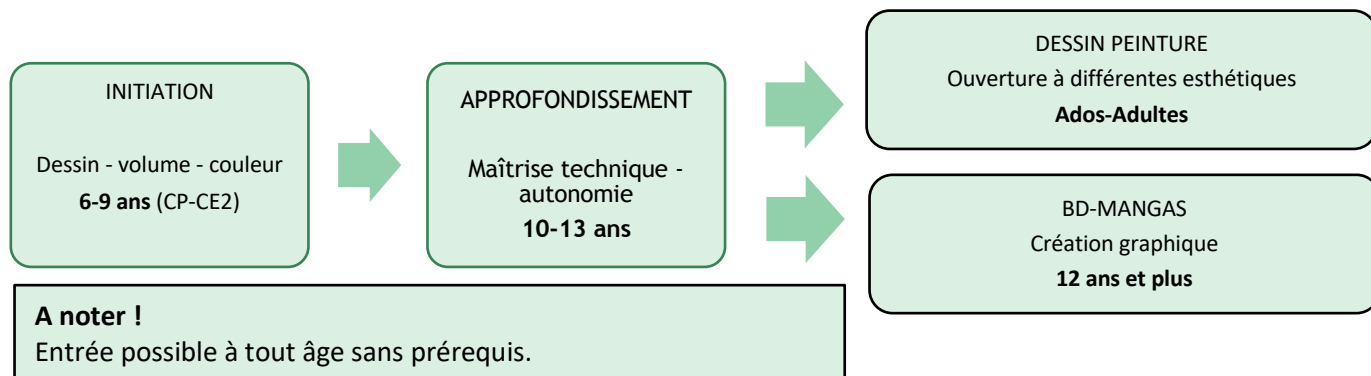 INITIATION
Dessin - volume - couleur
6-9 ans (CP-CE2)
APPROFONDISSEMENT
Maîtrise technique -
autonomie
10-13 ans
DESSIN PEINTURE
Ouverture à différentes esthétiques
Ados-Adultes
BD-MANGAS
Création graphique
12 ans et plus
A noter !
Entrée possible à tout âge sans prérequis.